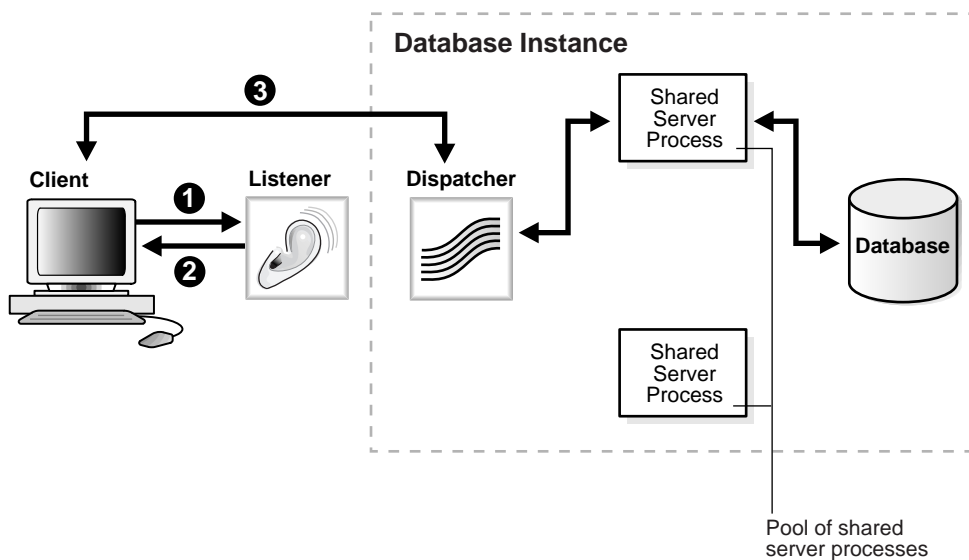 Database Instance
3
Shared
Server
Process
Client
Listener
Dispatcher
1
2
Database
Shared
Server
Process
Pool of shared
server processes